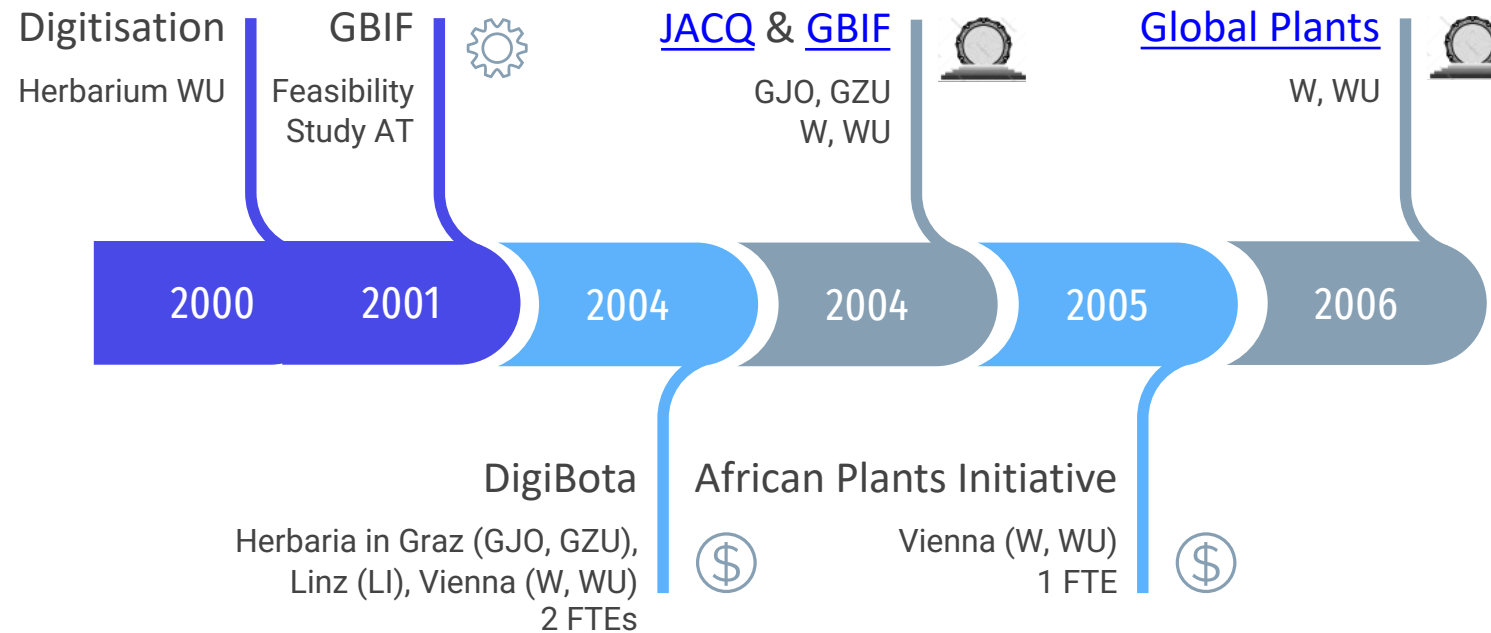 Digitisation
Herbarium WU
GBIF
Feasibility
Study AT
JACQ & GBIF
GJO, GZU
W, WU
Global Plants
W, WU
2000
2001
2004
2004
2005
2006
DigiBota
Herbaria in Graz (GJO, GZU),
Linz (LI), Vienna (W, WU)
2 FTEs
$
African Plants Initiative
Vienna (W, WU)
1 FTE
$